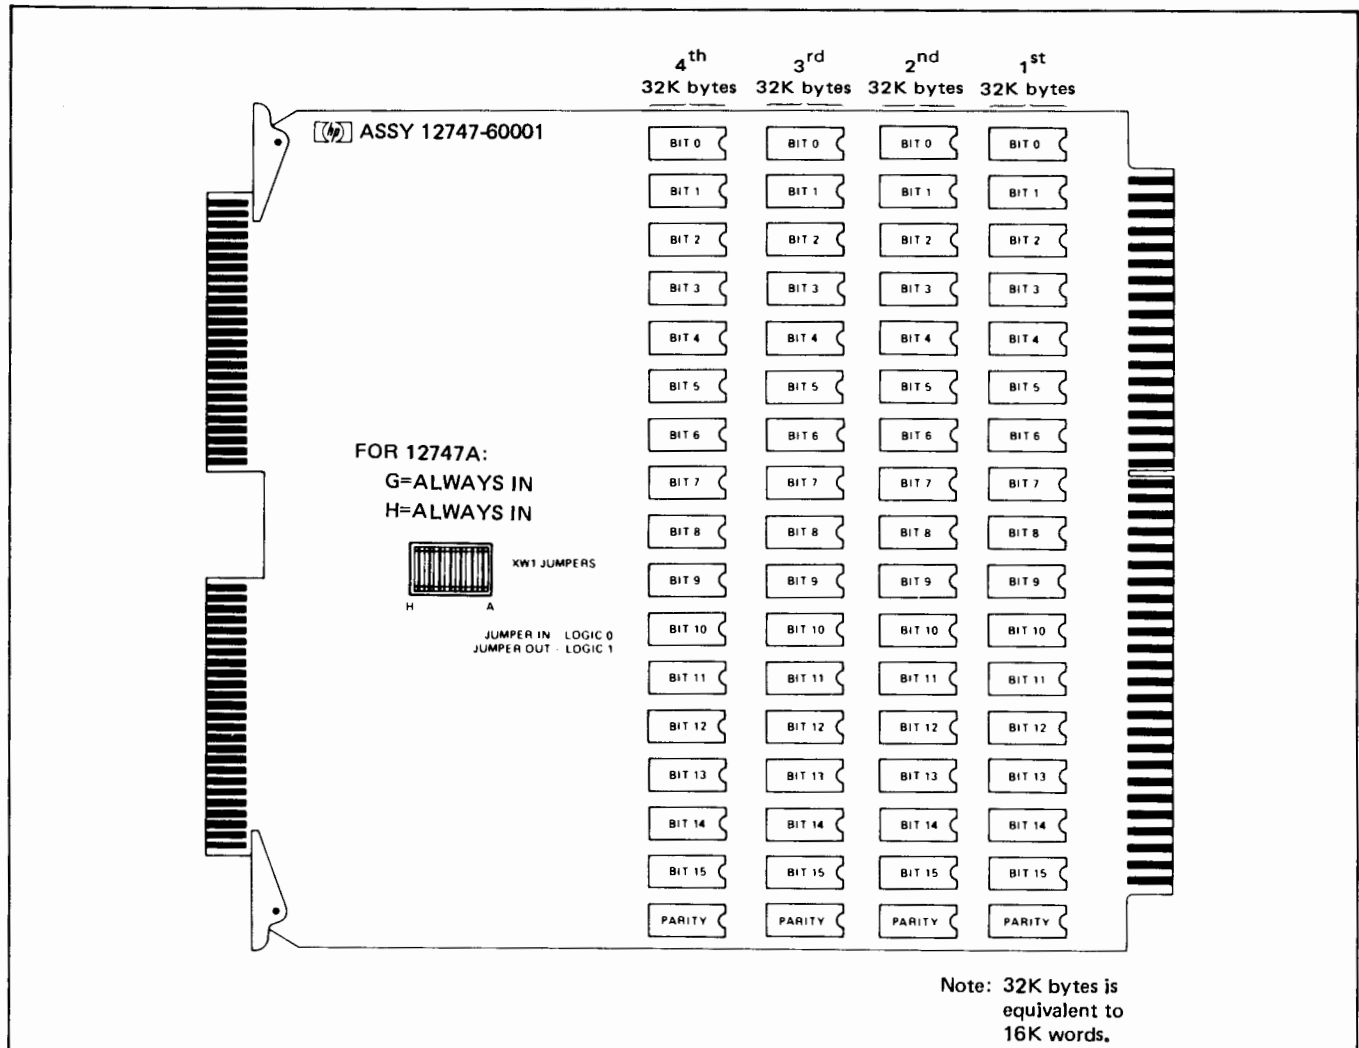 4th 3rd 2nd 1st
32K bytes 32K bytes 32K bytes 32K bytes
hp ASSY 12747-60001
BIT 0 BIT 0 BIT 0 BIT 0
BIT 1 BIT 1 BIT 1 BIT 1
BIT 2 BIT 2 BIT 2 BIT 2
BIT 3 BIT 3 BIT 3 BIT 3
BIT 4 BIT 4 BIT 4 BIT 4
BIT 5 BIT 5 BIT 5 BIT 5
BIT 6 BIT 6 BIT 6 BIT 6
FOR 12747A:
G=ALWAYS IN
H=ALWAYS IN
BIT 7 BIT 7 BIT 7 BIT 7
BIT 8 BIT 8 BIT 8 BIT 8
XW1 JUMPERS
H A
BIT 9 BIT 9 BIT 9 BIT 9
JUMPER IN LOGIC 0
JUMPER OUT - LOGIC 1
BIT 10 BIT 10 BIT 10 BIT 10
BIT 11 BIT 11 BIT 11 BIT 11
BIT 12 BIT 12 BIT 12 BIT 12
BIT 13 BIT 13 BIT 13 BIT 13
BIT 14 BIT 14 BIT 14 BIT 14
BIT 15 BIT 15 BIT 15 BIT 15
PARITY PARITY PARITY PARITY
Note: 32K bytes is
equivalent to
16K words.